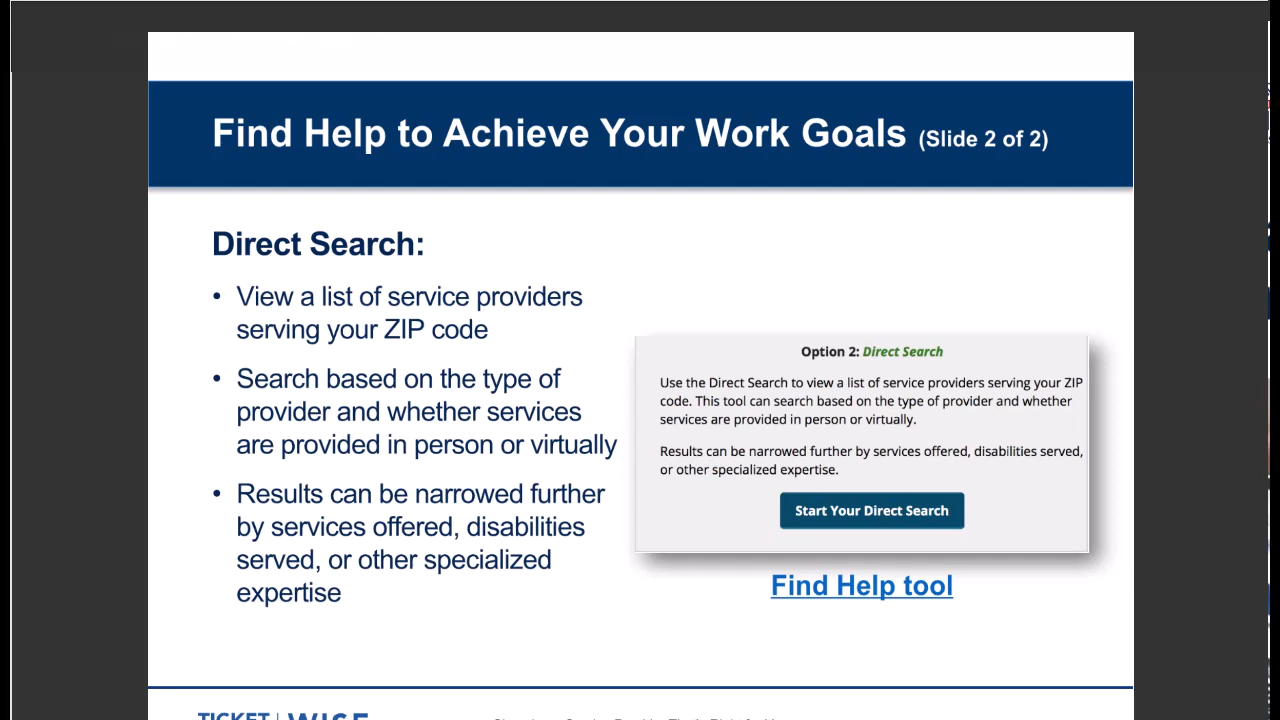 Find Help to Achieve Your Work Goals (Slide 2 of 2)
Direct Search:
• View a list of service providers
serving your ZIP code
• Search based on the type of
provider and whether services
are provided in person or virtually
• Results can be narrowed further
by services offered, disabilities
served, or other specialized
expertise
Option 2: Direct Search
Use the Direct Search to view a list of service providers serving your ZIP
code. This tool can search based on the type of provider and whether
services are provided in person or virtually.
Results can be narrowed further by services offered, disabilities served,
or other specialized expertise.
Start Your Direct Search
Find Help tool
TICKET | WISE